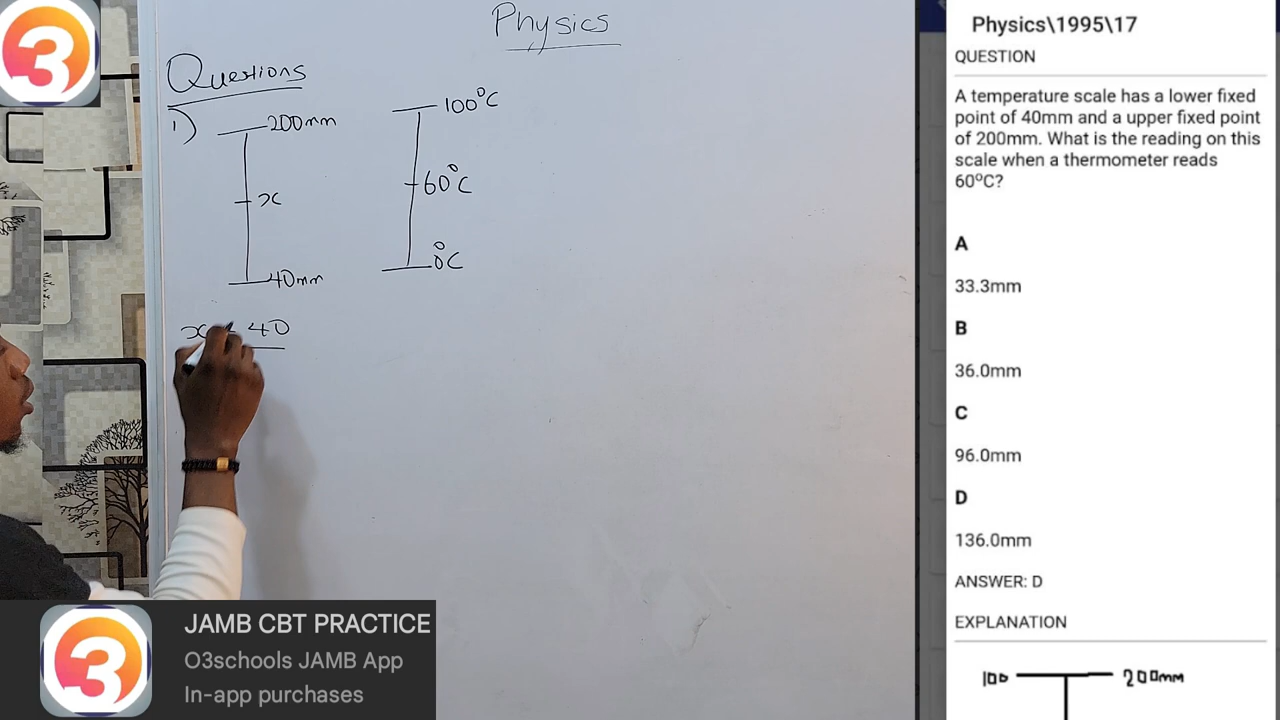 3
Physics
Questions
1)
200mm
x
40mm
100°C
60°C
0°C
x - 40
3
JAMB CBT PRACTICE
O3schools JAMB App
In-app purchases
Physics\1995\17
QUESTION
A temperature scale has a lower fixed
point of 40mm and a upper fixed point
of 200mm. What is the reading on this
scale when a thermometer reads
60ºC?
A
33.3mm
B
36.0mm
C
96.0mm
D
136.0mm
ANSWER: D
EXPLANATION
100
200mm